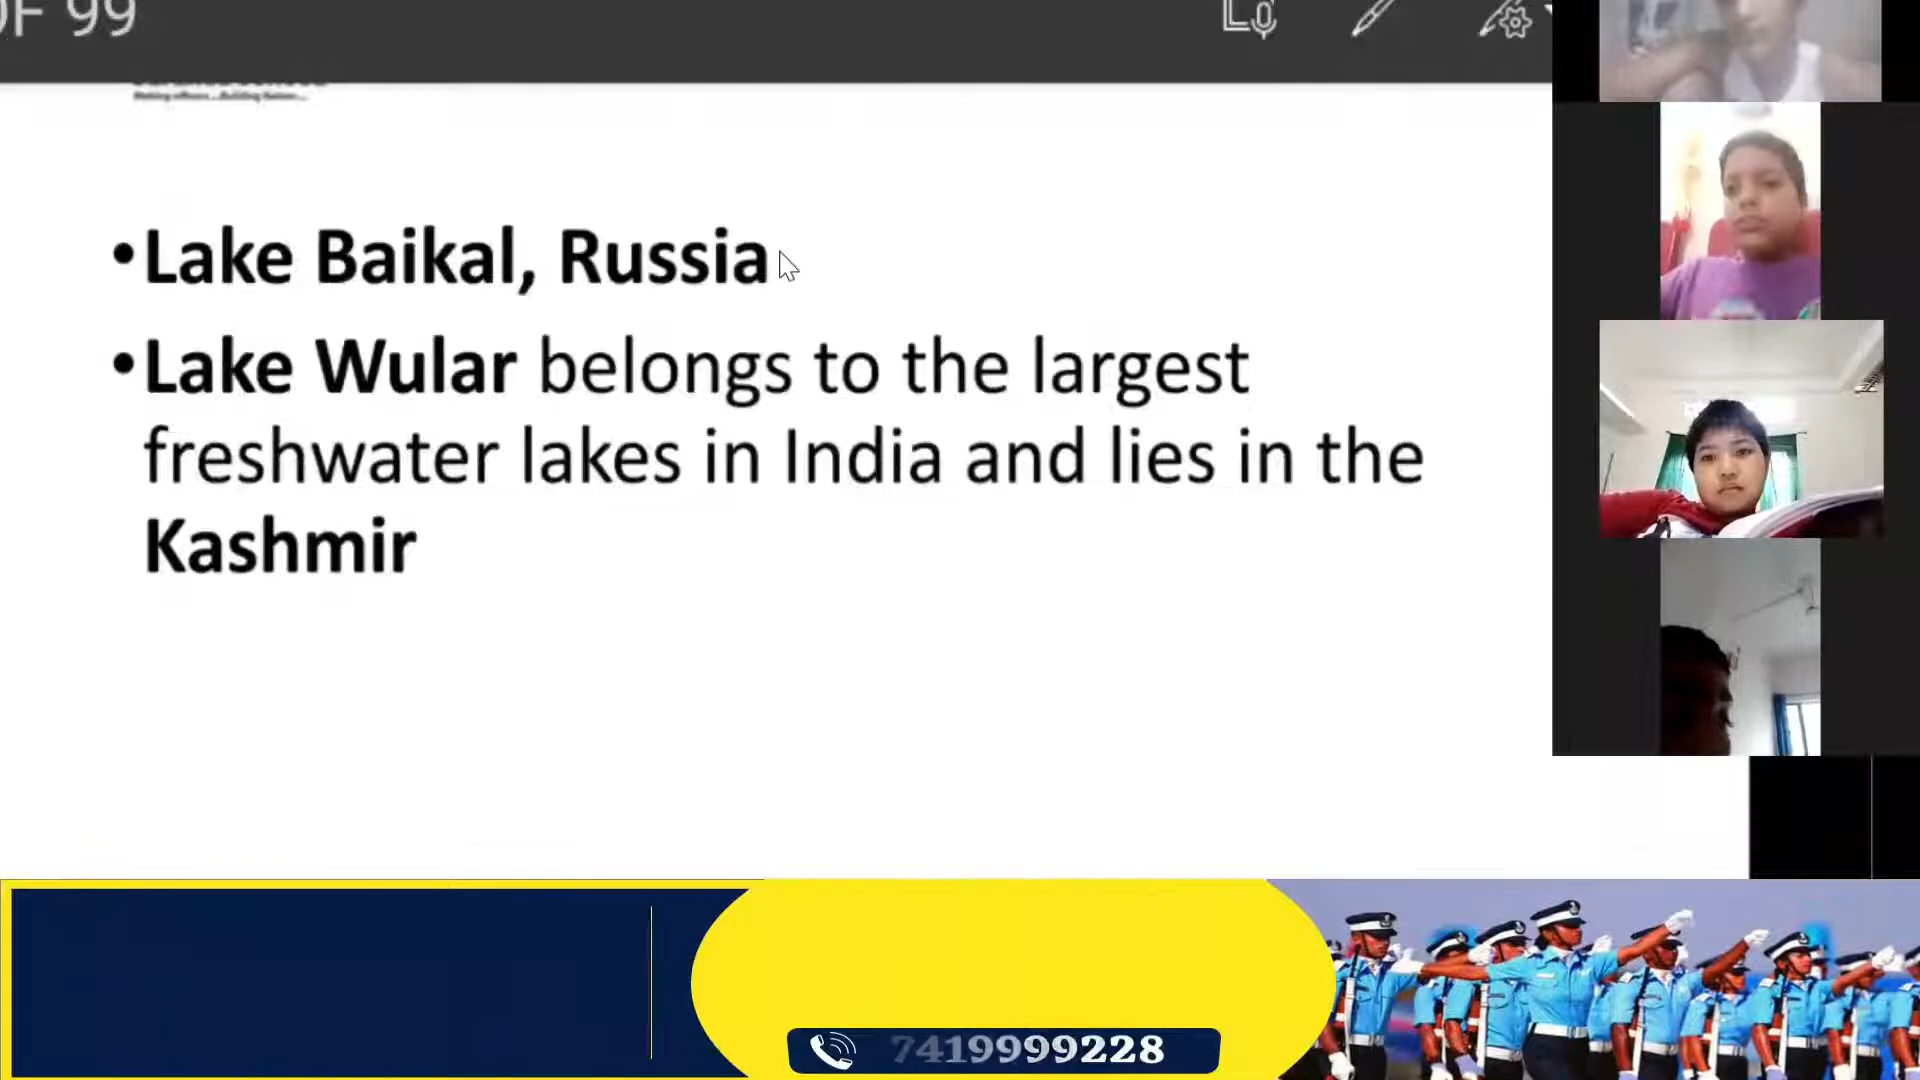 OF 99
•Lake Baikal, Russia
•Lake Wular belongs to the largest
freshwater lakes in India and lies in the
Kashmir
7419999228